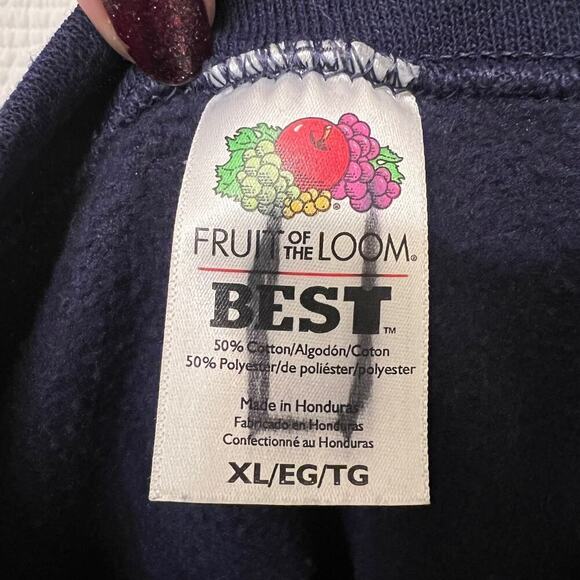 FRUIT OF THE LOOM®
BEST™
50% Cotton/Algodón/Coton
50% Polyester/de poliéster/polyester
Made in Honduras
Fabricado en Honduras
Confectionné au Honduras
XL/EG/TG